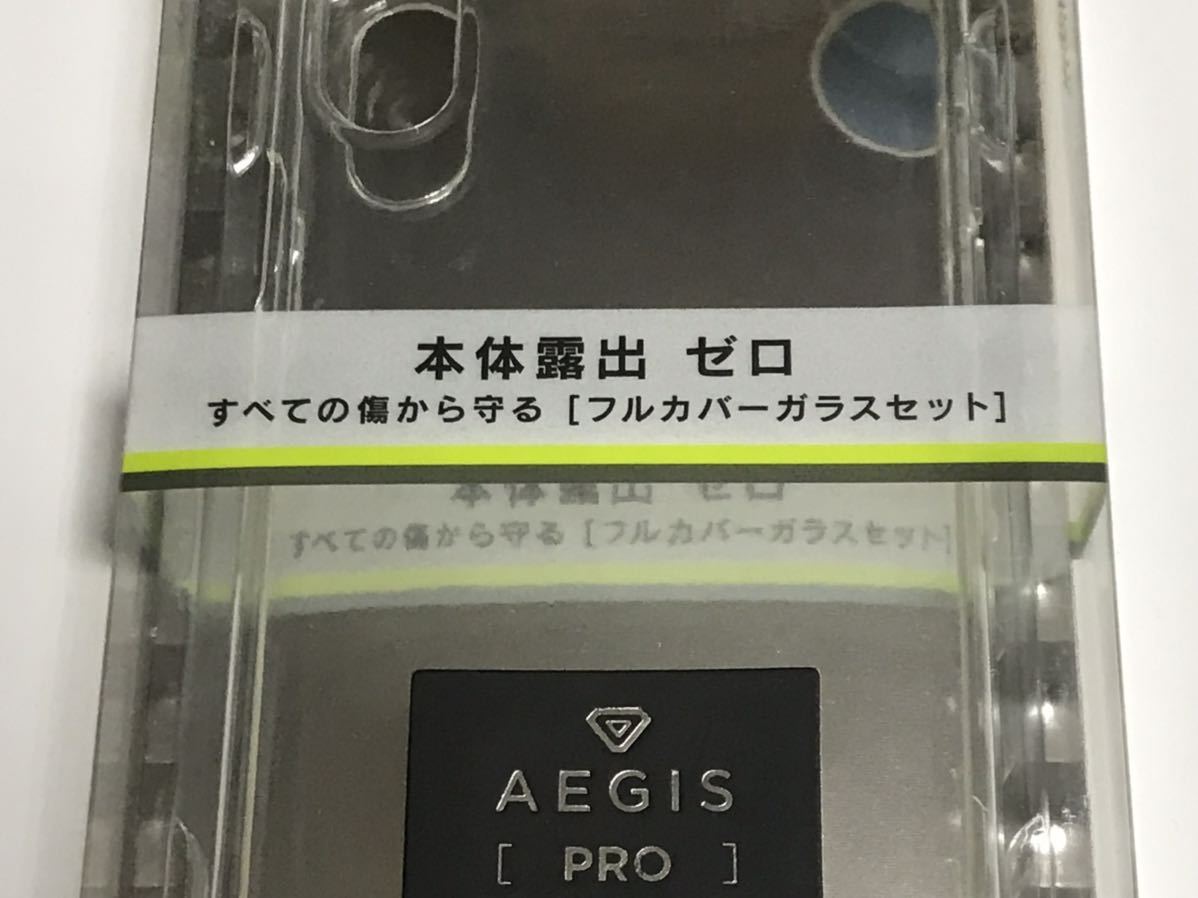 本体露出 ゼロ
すべての傷から守る [フルカバーガラスセット]
本体露出 ゼロ
すべての傷から守る [フルカバーガラスセット]
AEGIS
[ PRO ]